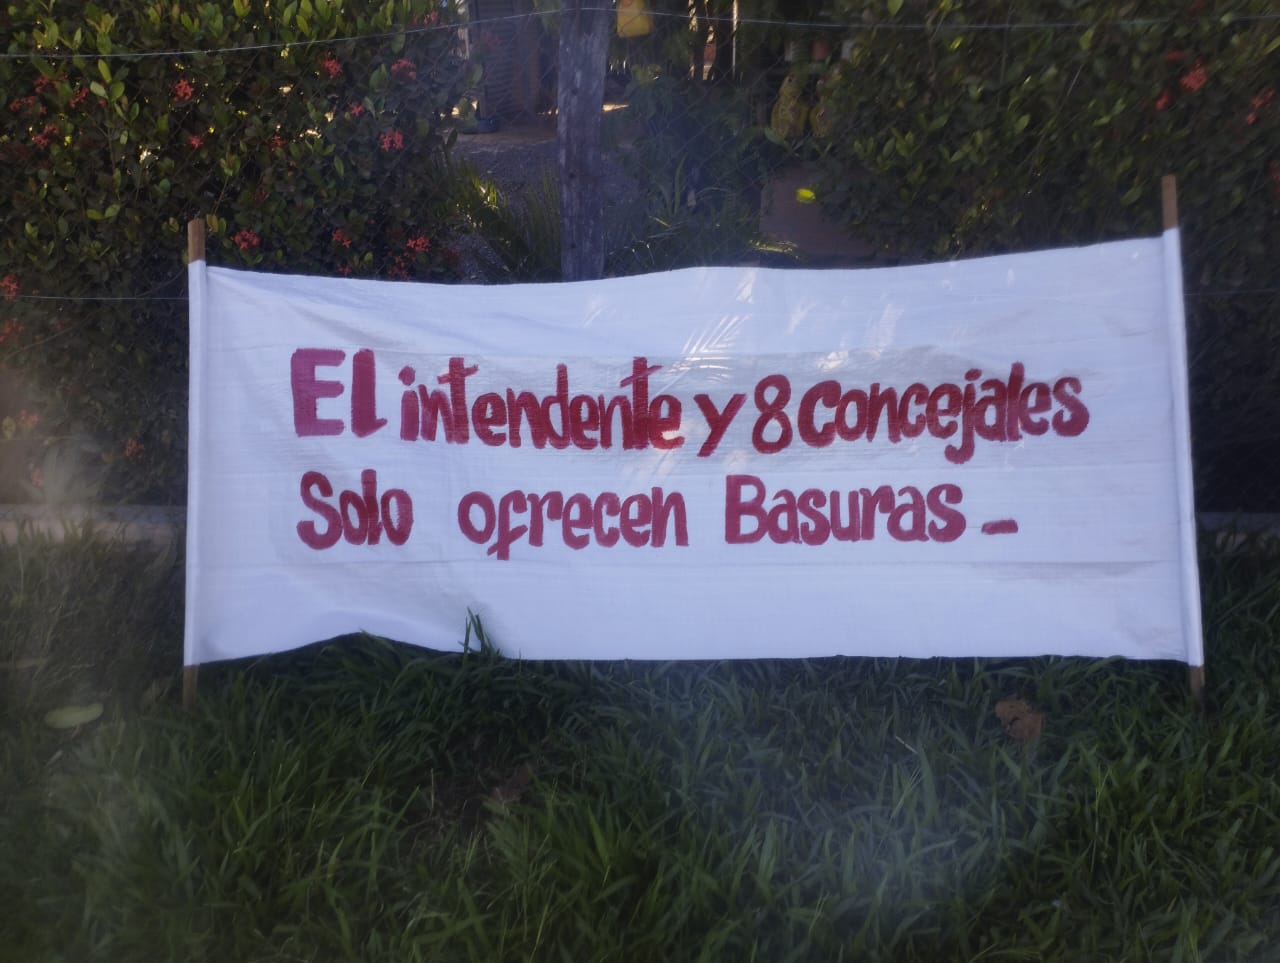 El intendente y 8 Concejales
Solo ofrecen Basuras -